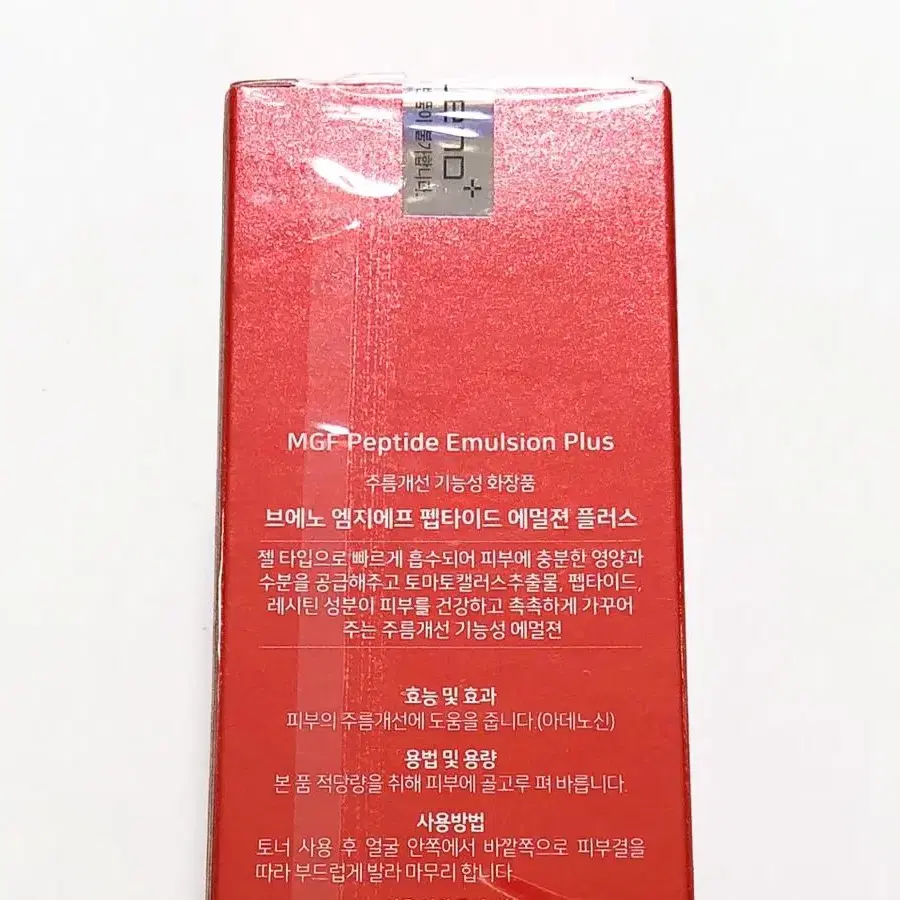 MGF Peptide Emulsion Plus
주름개선 기능성 화장품
브에노 엠지에프 펩타이드 에멀젼 플러스
젤 타입으로 빠르게 흡수되어 피부에 충분한 영양과
수분을 공급해주고 토마토캘러스추출물, 펩타이드,
레시틴 성분이 피부를 건강하고 촉촉하게 가꾸어
주는 주름개선 기능성 에멀젼
효능 및 효과
피부의 주름개선에 도움을 줍니다.(아데노신)
용법 및 용량
본 품 적당량을 취해 피부에 골고루 펴 바릅니다.
사용방법
토너 사용 후 얼굴 안쪽에서 바깥쪽으로 피부결을
따라 부드럽게 발라 마무리 합니다.